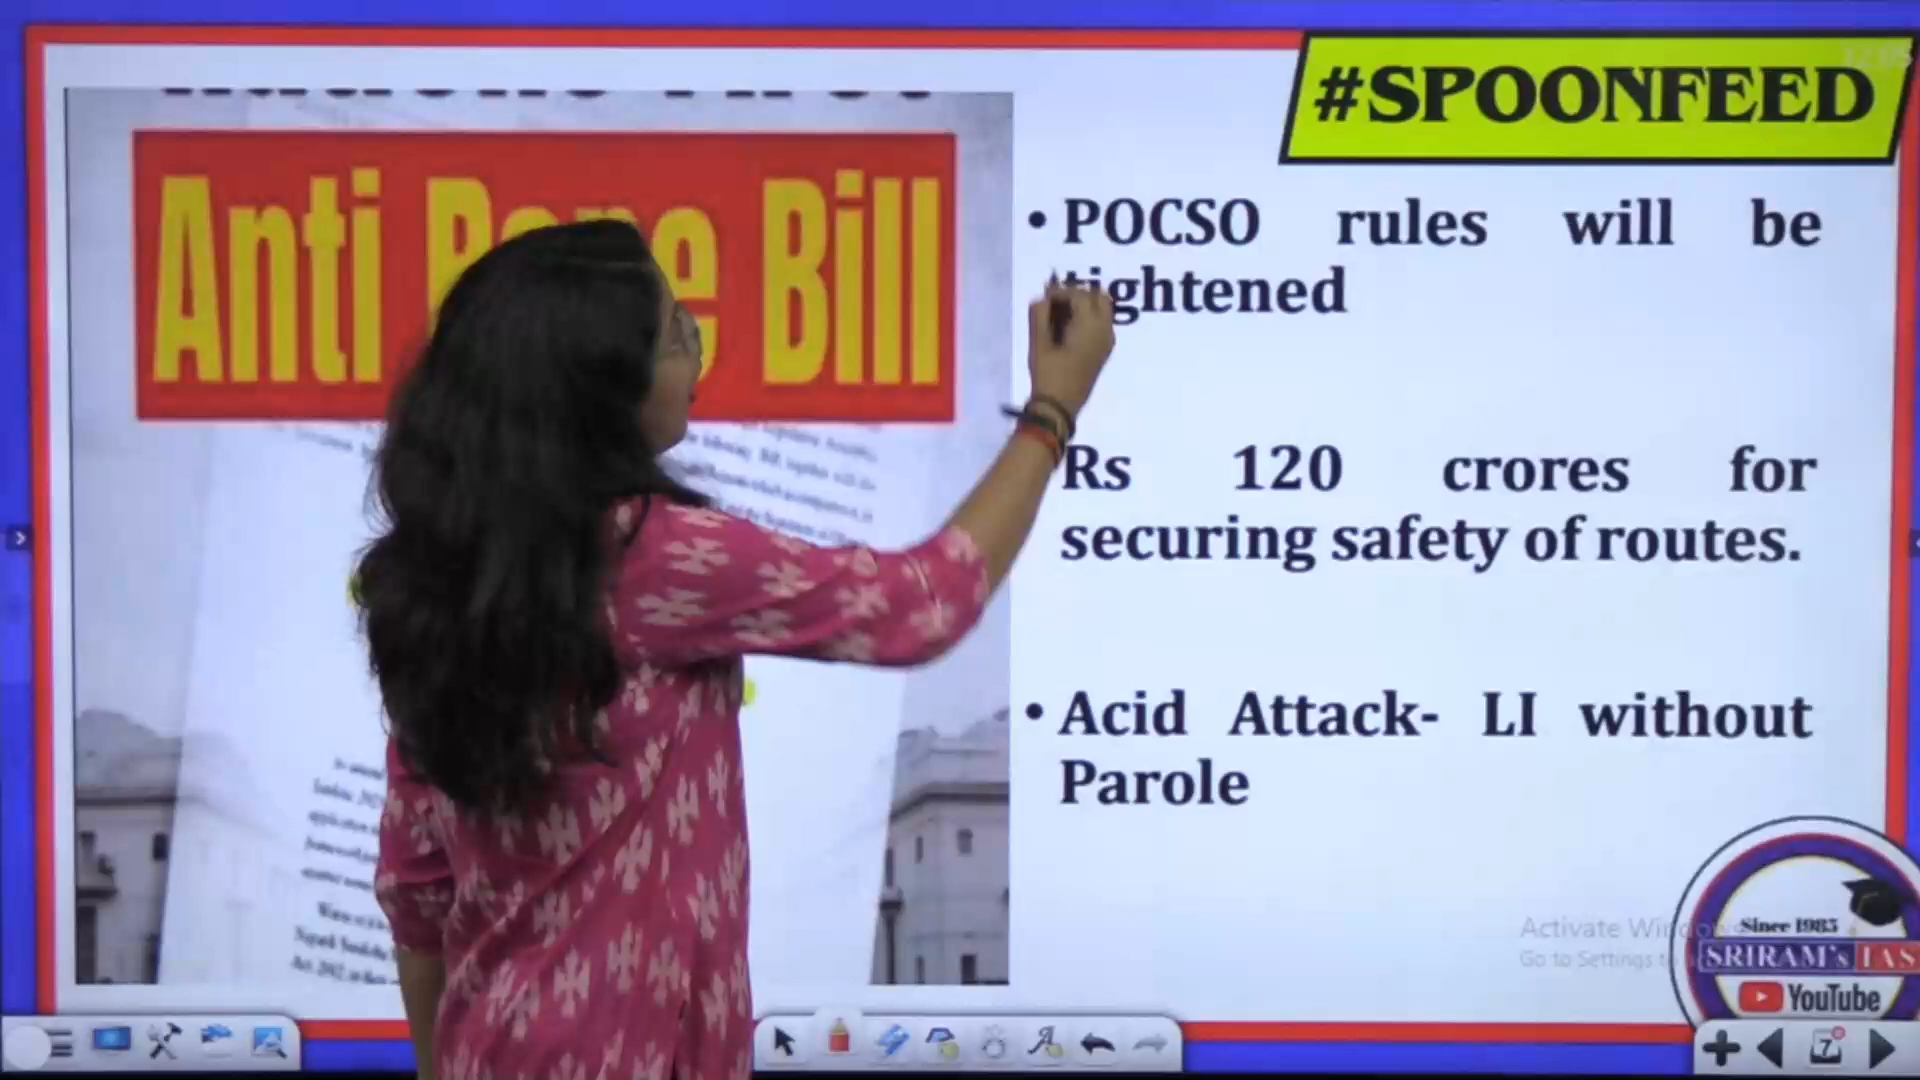 #SPOONFEED
Anti Bill
• POCSO rules will be
tightened
Rs 120 crores for
securing safety of routes.
• Acid Attack- LI without
Parole
Activate
Go to Settings
Since 1985
SRIRAM's IAS
YouTube
7